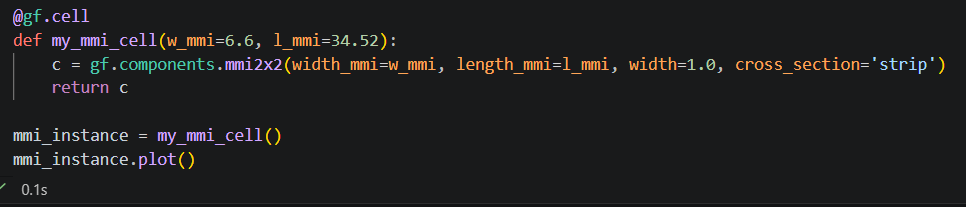 @gf.cell
def my_mmi_cell(w_mmi=6.6, l_mmi=34.52):
    c = gf.components.mmi2x2(width_mmi=w_mmi, length_mmi=l_mmi, width=1.0, cross_section='strip')
    return c

mmi_instance = my_mmi_cell()
mmi_instance.plot()
0.1s